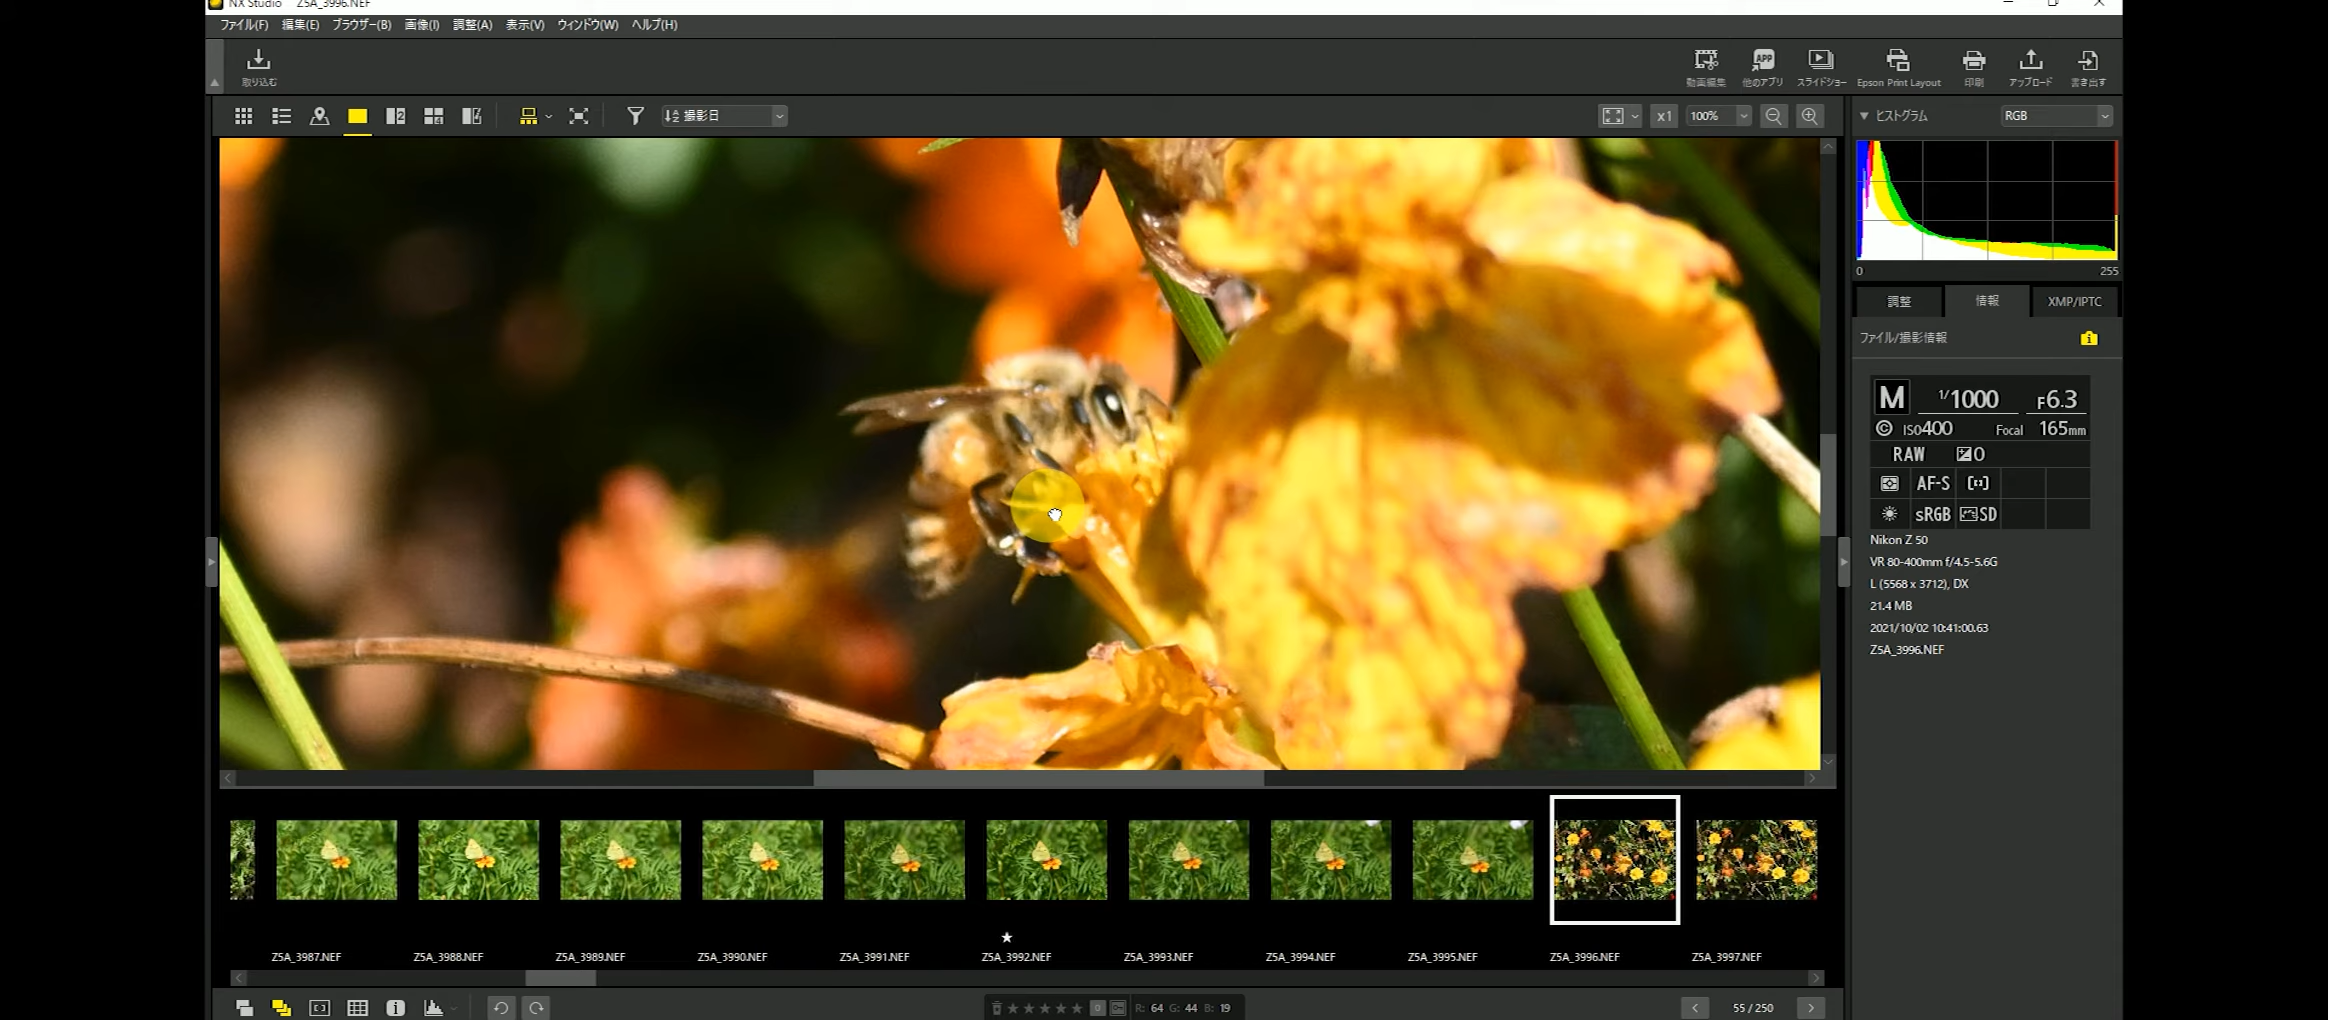 NX Studio Z5A_3996.NEF
ファイル(F) 編集(E) ブラウザー(B) 画像(I) 調整(A) 表示(V) ウィンドウ(W) ヘルプ(H)
取り込む
動画編集 他のアプリ スライドショー Epson Print Layout 印刷 アップロード 書き出す
APP
撮影日
x1 100%
ヒストグラム RGB
0 255
調整 情報 XMP/IPTC
ファイル/撮影情報
M 1/1000 F6.3
ISO400 Focal 165mm
RAW 0
AF-S
sRGB SD
Nikon Z 50
VR 80-400mm f/4.5-5.6G
L (5568 x 3712), DX
21.4 MB
2021/10/02 10:41:00.63
Z5A_3996.NEF
Z5A_3987.NEF Z5A_3988.NEF Z5A_3989.NEF Z5A_3990.NEF Z5A_3991.NEF Z5A_3992.NEF Z5A_3993.NEF Z5A_3994.NEF Z5A_3995.NEF Z5A_3996.NEF Z5A_3997.NEF
0 R: 64 G: 44 B: 19
55 / 250